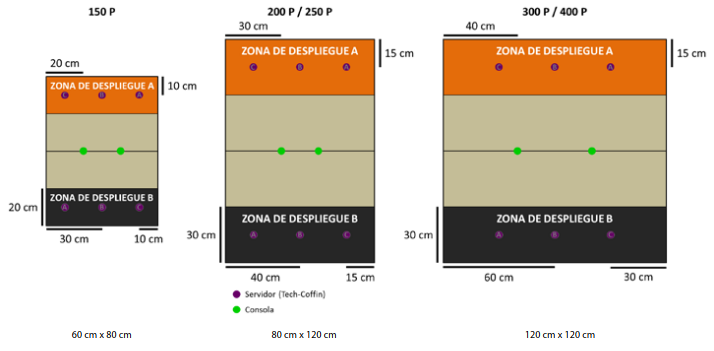 150 P
200 P / 250 P
300 P / 400 P
20 cm
30 cm
40 cm
ZONA DE DESPLIEGUE A
C B A
10 cm
ZONA DE DESPLIEGUE A
C B A
15 cm
ZONA DE DESPLIEGUE A
C B A
15 cm
ZONA DE DESPLIEGUE B
A B C
20 cm
30 cm
10 cm
ZONA DE DESPLIEGUE B
A B C
30 cm
40 cm
15 cm
ZONA DE DESPLIEGUE B
A B C
30 cm
60 cm
30 cm
Servidor (Tech-Coffin)
Consola
60 cm x 80 cm
80 cm x 120 cm
120 cm x 120 cm